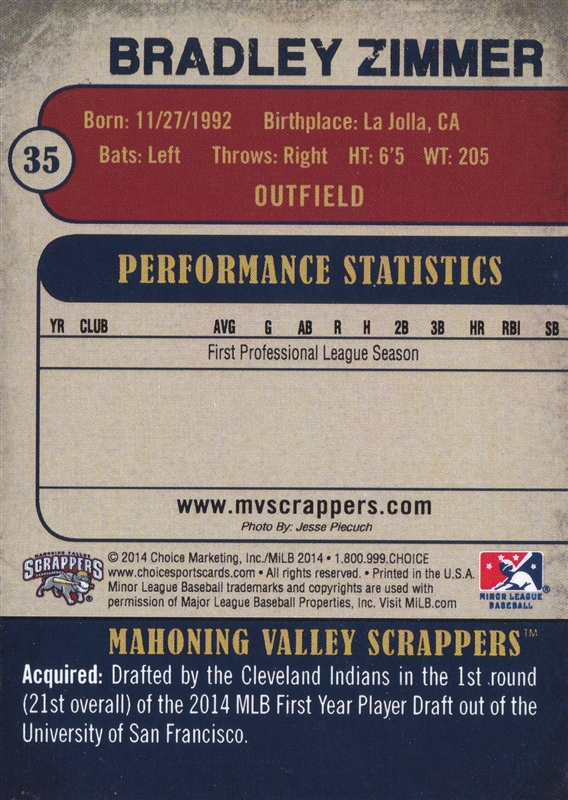 BRADLEY ZIMMER
Born: 11/27/1992 Birthplace: La Jolla, CA
35
Bats: Left Throws: Right HT: 6'5 WT: 205
OUTFIELD
PERFORMANCE STATISTICS
YR CLUB AVG G AB R H 2B 3B HR RBI SB
First Professional League Season
www.mvscrappers.com
Photo By: Jesse Piecuch
MAHONING VALLEY
SCRAPPERS®
© 2014 Choice Marketing, Inc./MiLB 2014 • 1.800.999.CHOICE
www.choicesportscards.com • All rights reserved. • Printed in the U.S.A.
Minor League Baseball trademarks and copyrights are used with
permission of Major League Baseball Properties, Inc. Visit MiLB.com
MINOR LEAGUE
BASEBALL®
MAHONING VALLEY SCRAPPERS™
Acquired: Drafted by the Cleveland Indians in the 1st round
(21st overall) of the 2014 MLB First Year Player Draft out of the
University of San Francisco.